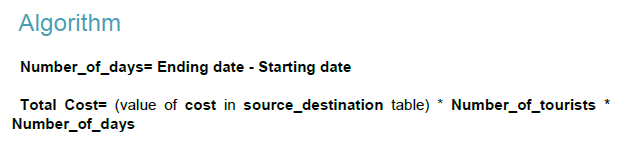 Algorithm
Number_of_days= Ending date - Starting date
Total Cost= (value of cost in source_destination table) * Number_of_tourists *
Number_of_days